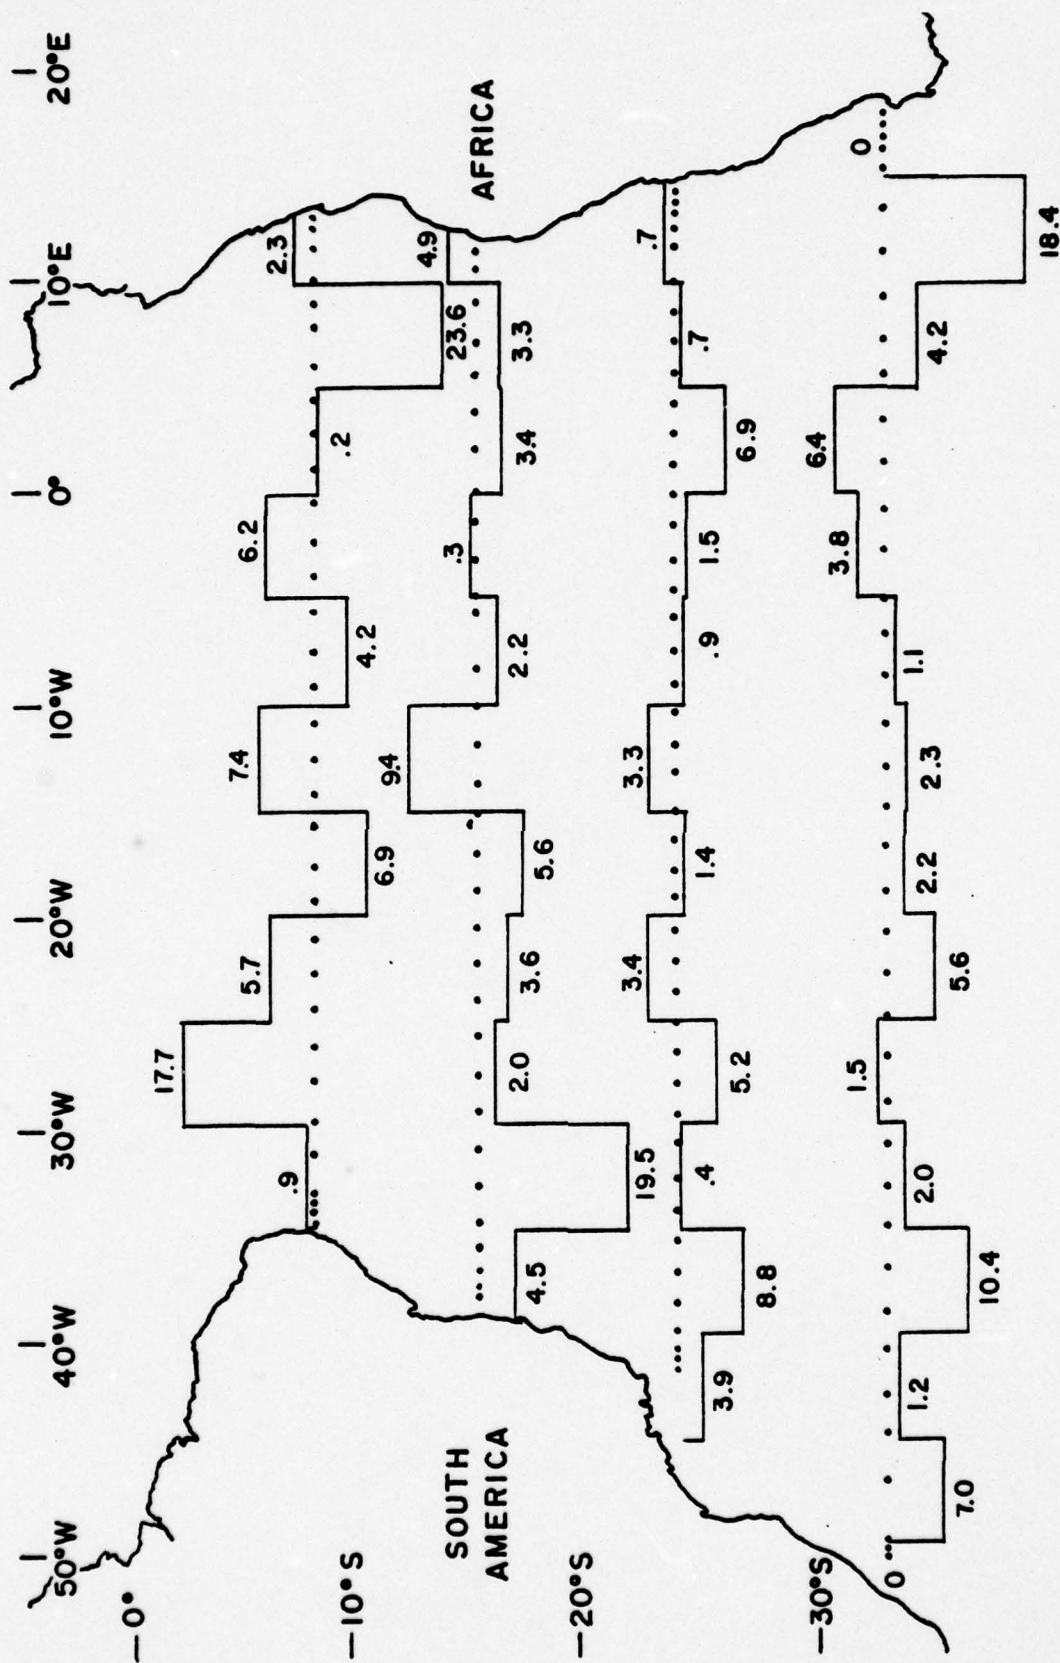 50°W 40°W 30°W 20°W 10°W 0° 10°E 20°E
0°
17.7 5.7 7.4 6.2 2.3
.9 6.9 4.2 .2 23.6
10°S
9.4 .3 4.9
4.5 19.5 2.0 3.6 5.6 2.2 3.4 3.3
SOUTH
AMERICA
AFRICA
20°S
3.4 3.3 .7
3.9 8.8 .4 5.2 1.4 .9 1.5 6.9 .7
30°S
0 1.5 3.8 6.4 0
7.0 1.2 10.4 2.0 5.6 2.2 2.3 1.1 4.2 18.4